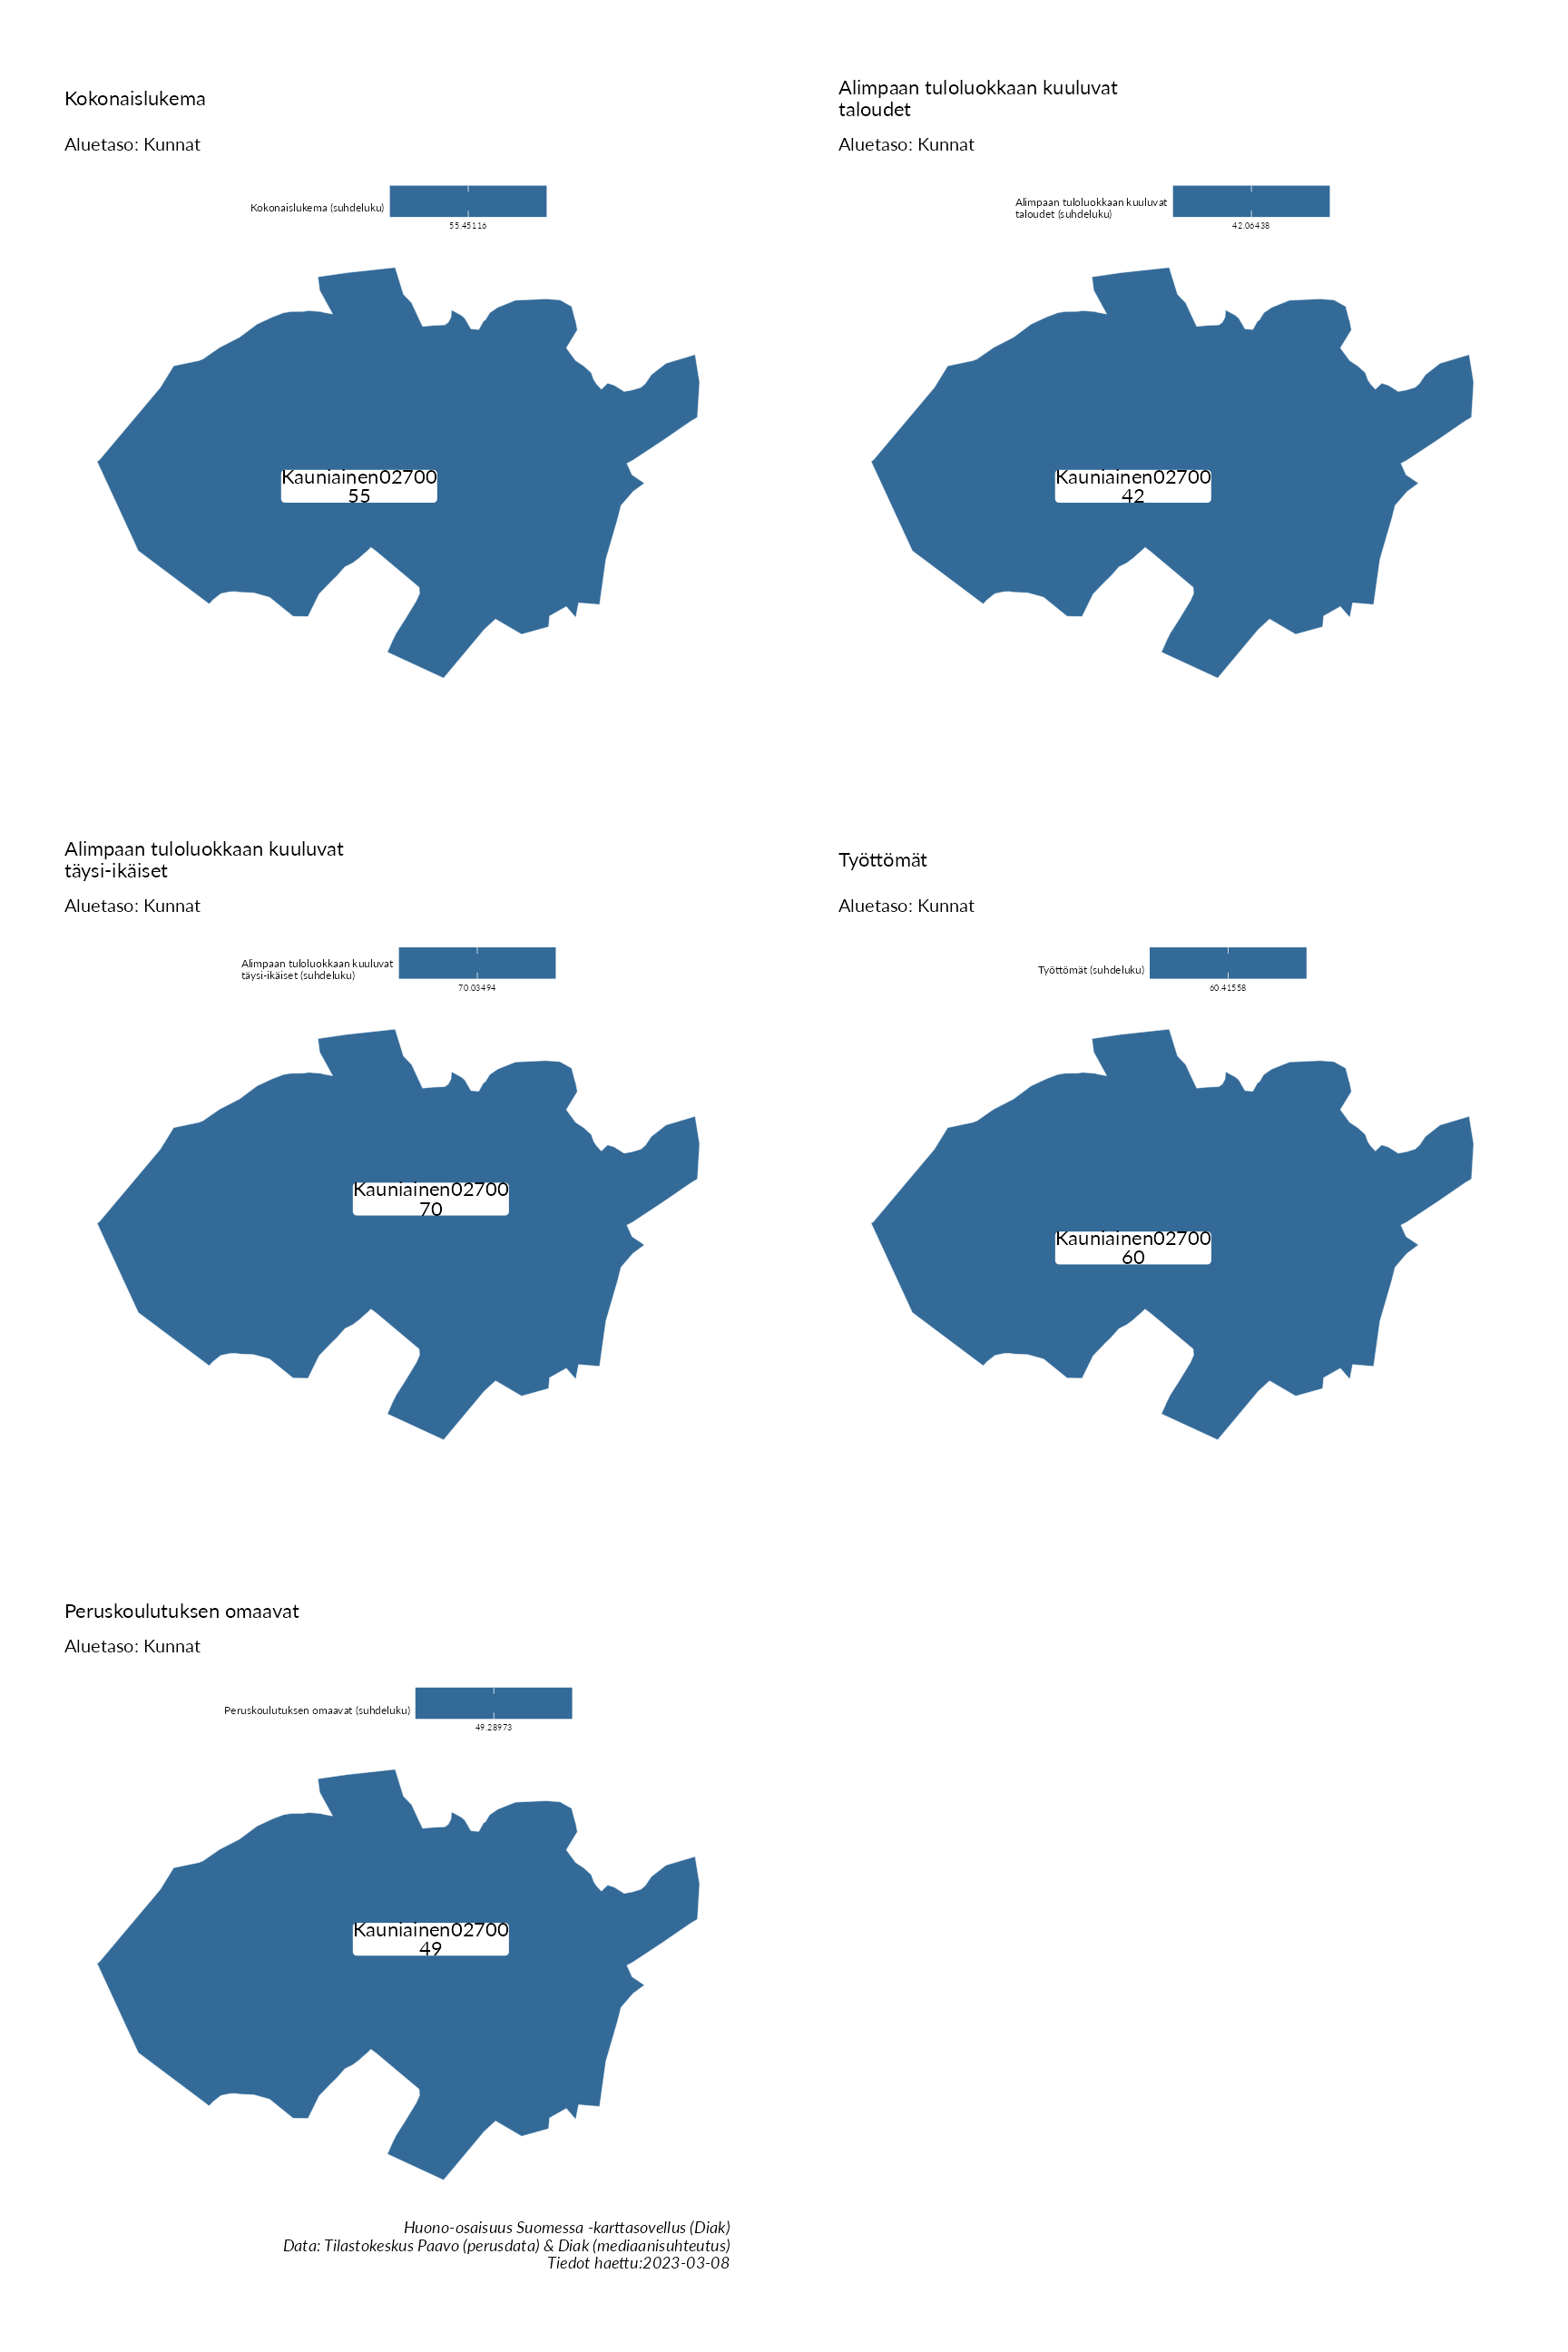 Kokonaislukema
Aluetaso: Kunnat
Kokonaislukema (suhdeluku)
55.45116
Kauniainen02700
55
Alimpaan tuloluokkaan kuuluvat
taloudet
Aluetaso: Kunnat
Alimpaan tuloluokkaan kuuluvat
taloudet (suhdeluku)
42.06438
Kauniainen02700
42
Alimpaan tuloluokkaan kuuluvat
täysi-ikäiset
Aluetaso: Kunnat
Alimpaan tuloluokkaan kuuluvat
täysi-ikäiset (suhdeluku)
70.03494
Kauniainen02700
70
Työttömät
Aluetaso: Kunnat
Työttömät (suhdeluku)
60.41558
Kauniainen02700
60
Peruskoulutuksen omaavat
Aluetaso: Kunnat
Peruskoulutuksen omaavat (suhdeluku)
49.28973
Kauniainen02700
49
Huono-osaisuus Suomessa -karttasovellus (Diak)
Data: Tilastokeskus Paavo (perusdata) & Diak (mediaanisuhteutus)
Tiedot haettu:2023-03-08